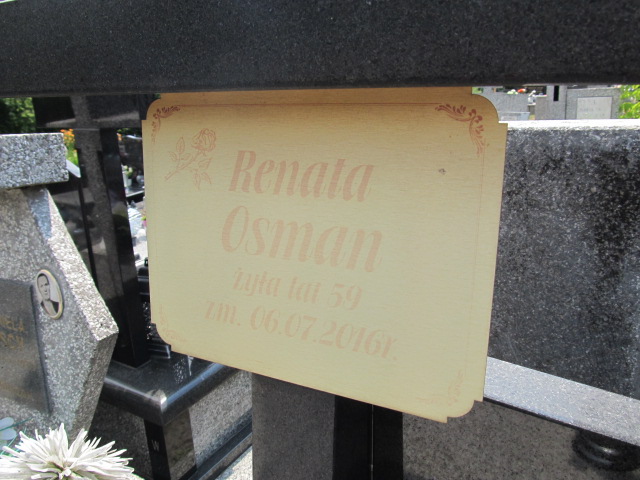 Renata
Osman
żyła lat 59
zm. 06.07.2016r.